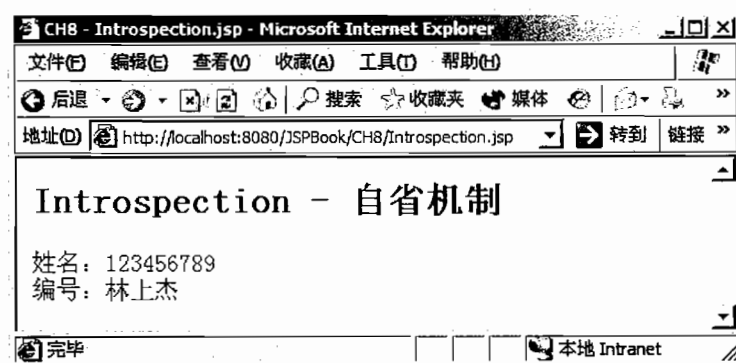 CH8 - Introspection.jsp - Microsoft Internet Explorer
文件(F) 编辑(E) 查看(V) 收藏(A) 工具(T) 帮助(H)
后退 搜索 收藏夹 媒体 »
地址(D) http://localhost:8080/JSPBook/CH8/Introspection.jsp 转到 链接 »
Introspection - 自省机制
姓名：123456789
编号：林上杰
完毕 本地 Intranet